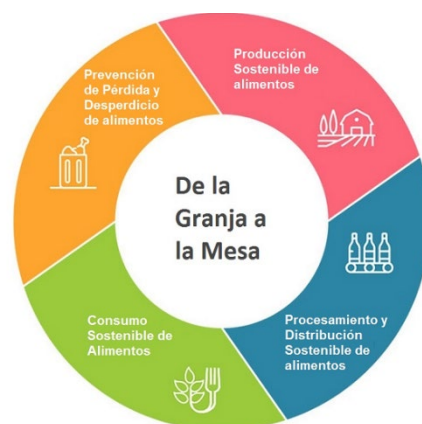 Prevención
de Pérdida y
Desperdicio
de alimentos
Producción
Sostenible de
alimentos
De la
Granja a
la Mesa
Consumo
Sostenible de
Alimentos
Procesamiento y
Distribución
Sostenible de
alimentos